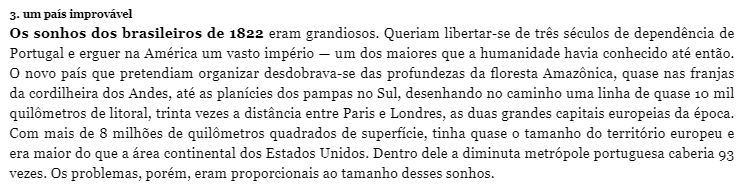 3. um país improvável
Os sonhos dos brasileiros de 1822 eram grandiosos. Queriam libertar-se de três séculos de dependência de
Portugal e erguer na América um vasto império — um dos maiores que a humanidade havia conhecido até então.
O novo país que pretendiam organizar desdobrava-se das profundezas da floresta Amazônica, quase nas franjas
da cordilheira dos Andes, até as planícies dos pampas no Sul, desenhando no caminho uma linha de quase 10 mil
quilômetros de litoral, trinta vezes a distância entre Paris e Londres, as duas grandes capitais europeias da época.
Com mais de 8 milhões de quilômetros quadrados de superfície, tinha quase o tamanho do território europeu e
era maior do que a área continental dos Estados Unidos. Dentro dele a diminuta metrópole portuguesa caberia 93
vezes. Os problemas, porém, eram proporcionais ao tamanho desses sonhos.